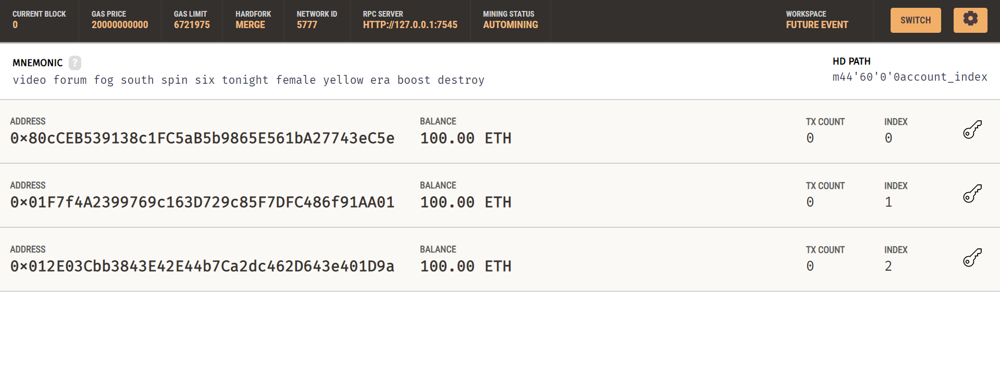 CURRENT BLOCK GAS PRICE GAS LIMIT HARDFORK NETWORK ID RPC SERVER MINING STATUS WORKSPACE
0 20000000000 6721975 MERGE 5777 HTTP://127.0.0.1:7545 AUTOMINING FUTURE EVENT SWITCH
MNEMONIC ? HD PATH
video forum fog south spin six tonight female yellow era boost destroy m44'60'0'0account_index
ADDRESS BALANCE TX COUNT INDEX
0×80cCEB539138c1FC5aB5b9865E561bA27743eC5e 100.00 ETH 0 0
ADDRESS BALANCE TX COUNT INDEX
0×01F7f4A2399769c163D729c85F7DFC486f91AA01 100.00 ETH 0 1
ADDRESS BALANCE TX COUNT INDEX
0×012E03Cbb3843E42E44b7Ca2dc462D643e401D9a 100.00 ETH 0 2